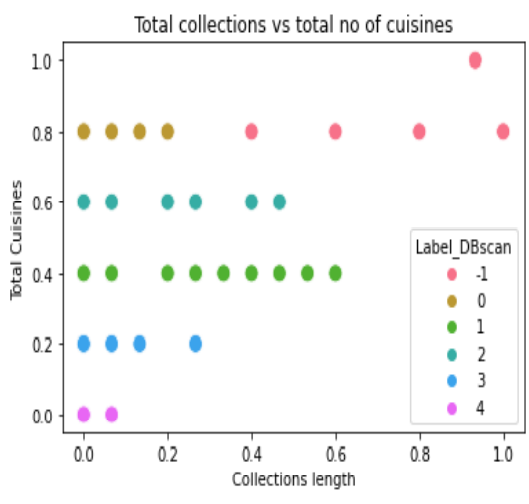 Total collections vs total no of cuisines
Total Cuisines
1.0
0.8
0.6
0.4
0.2
0.0
Label_DBscan
-1
0
1
2
3
4
0.0 0.2 0.4 0.6 0.8 1.0
Collections length